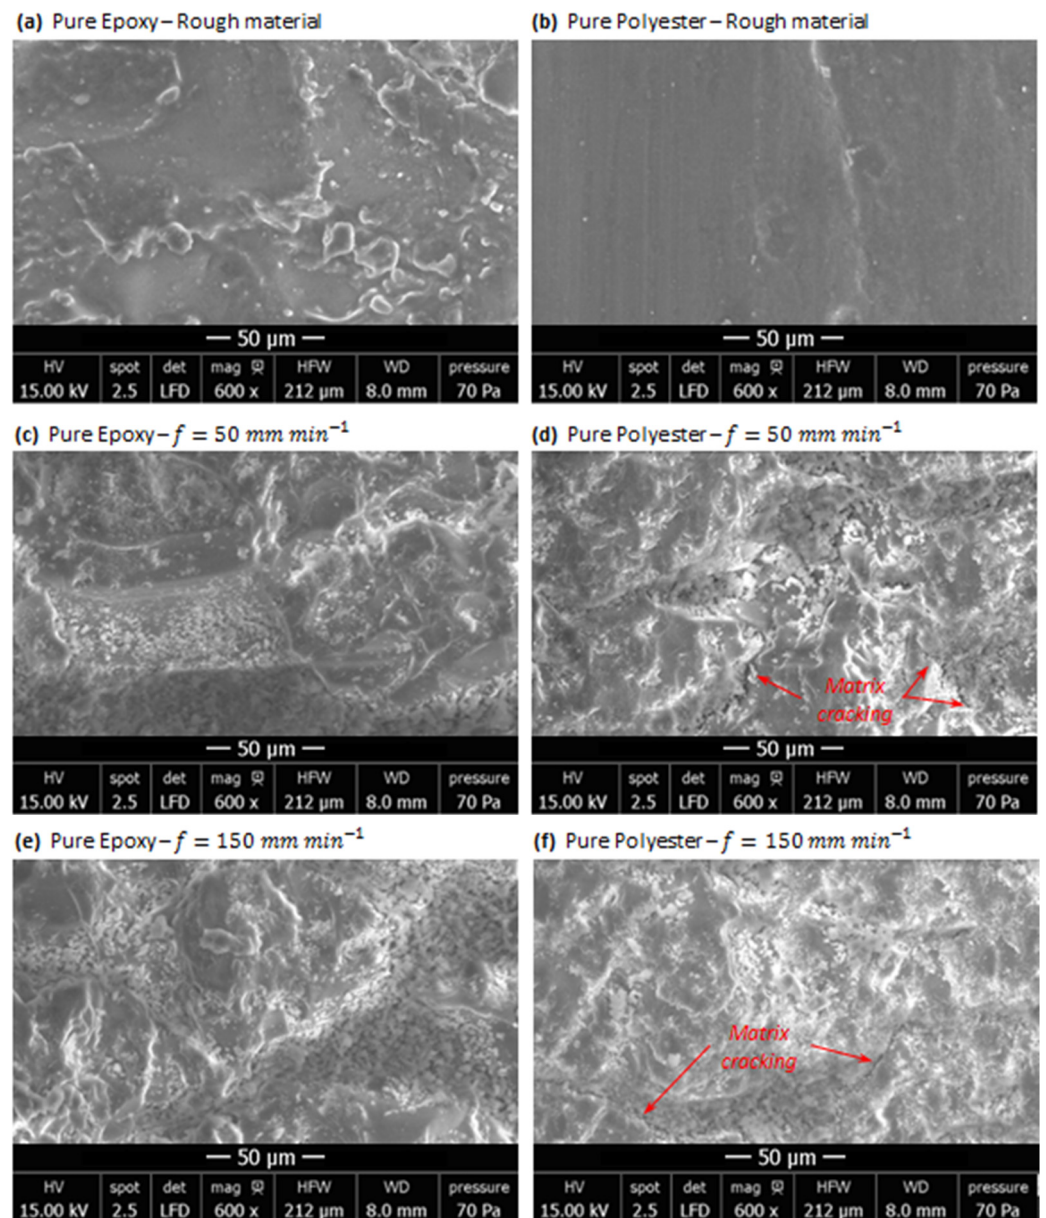 (a) Pure Epoxy – Rough material
(b) Pure Polyester – Rough material
50 µm
HV spot det mag HFW WD pressure
15.00 kV 2.5 LFD 600 x 212 µm 8.0 mm 70 Pa
50 µm
HV spot det mag HFW WD pressure
15.00 kV 2.5 LFD 600 x 212 µm 8.0 mm 70 Pa
(c) Pure Epoxy – f = 50 mm min⁻¹
(d) Pure Polyester – f = 50 mm min⁻¹
Matrix
cracking
50 µm
HV spot det mag HFW WD pressure
15.00 kV 2.5 LFD 600 x 212 µm 8.0 mm 70 Pa
50 µm
HV spot det mag HFW WD pressure
15.00 kV 2.5 LFD 600 x 212 µm 8.0 mm 70 Pa
(e) Pure Epoxy – f = 150 mm min⁻¹
(f) Pure Polyester – f = 150 mm min⁻¹
Matrix
cracking
50 µm
HV spot det mag HFW WD pressure
15.00 kV 2.5 LFD 600 x 212 µm 8.0 mm 70 Pa
50 µm
HV spot det mag HFW WD pressure
15.00 kV 2.5 LFD 600 x 212 µm 8.0 mm 70 Pa